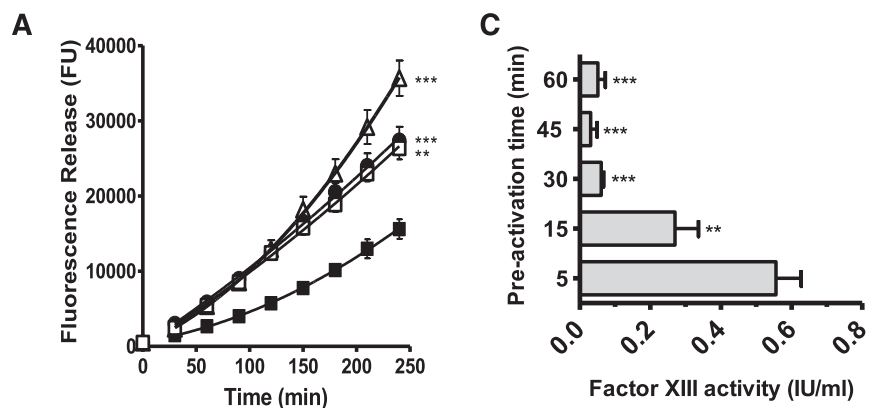 A
Fluorescence Release (FU)
40000
30000
20000
10000
0
0 50 100 150 200 250
Time (min)
***
***
**
C
Pre-activation time (min)
60 ***
45 ***
30 ***
15 **
5
0.0 0.2 0.4 0.6 0.8
Factor XIII activity (IU/ml)